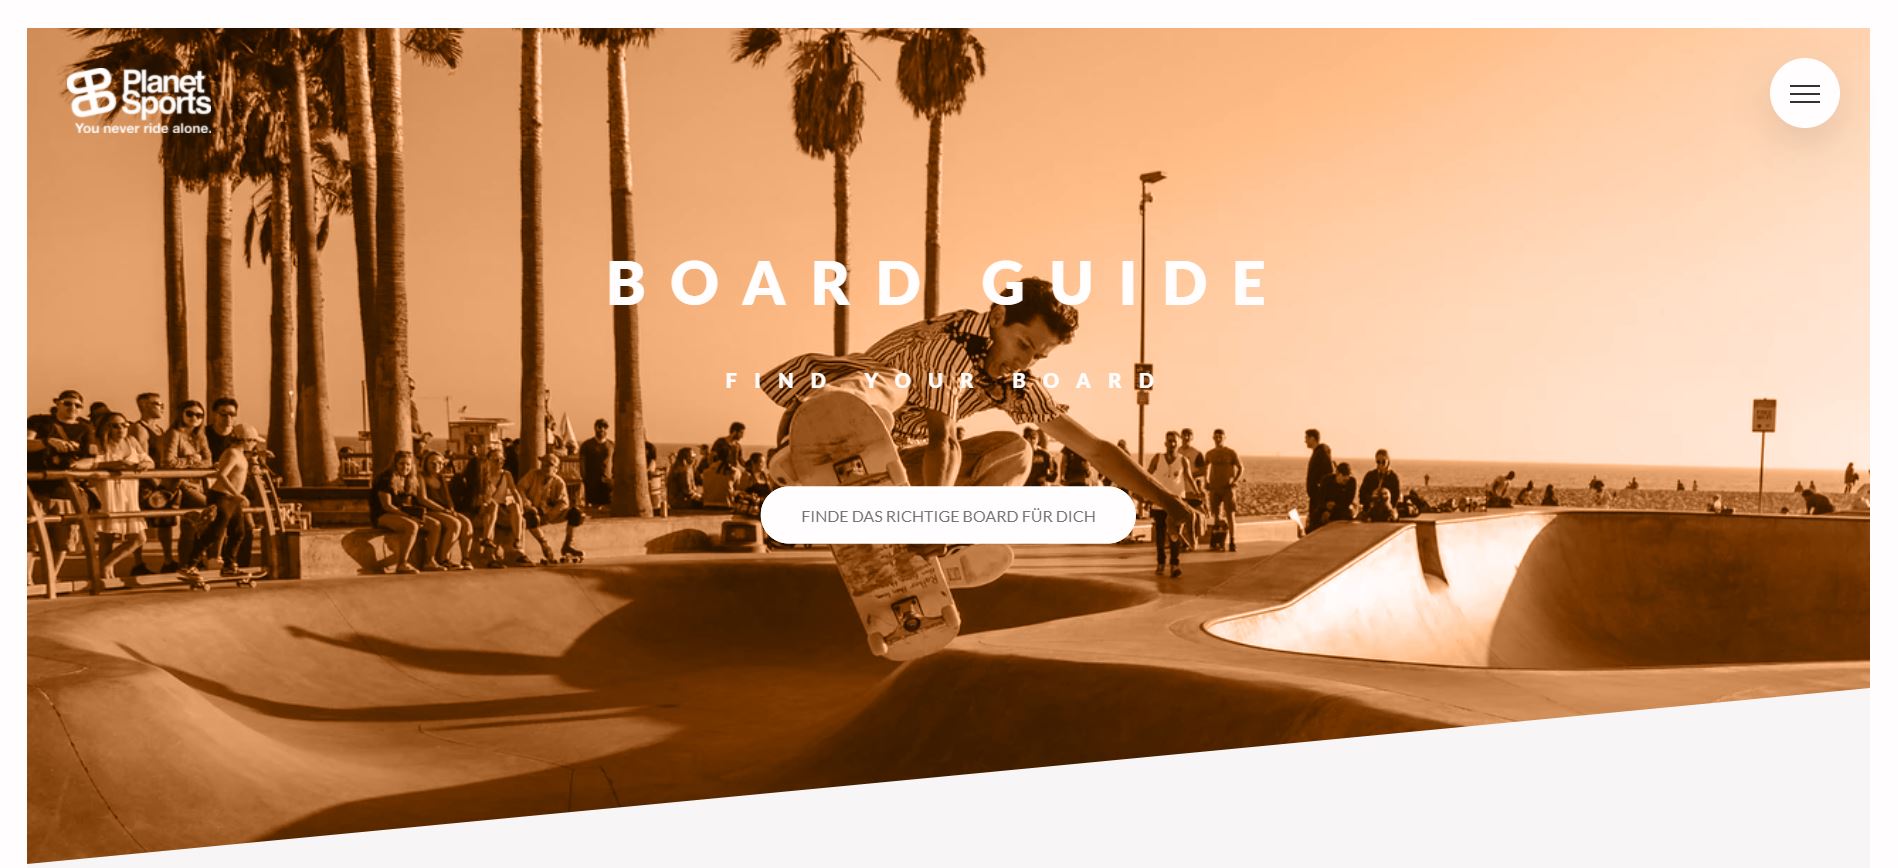 Planet
Sports
You never ride alone.
BOARD GUIDE
FIND YOUR BOARD
FINDE DAS RICHTIGE BOARD FÜR DICH